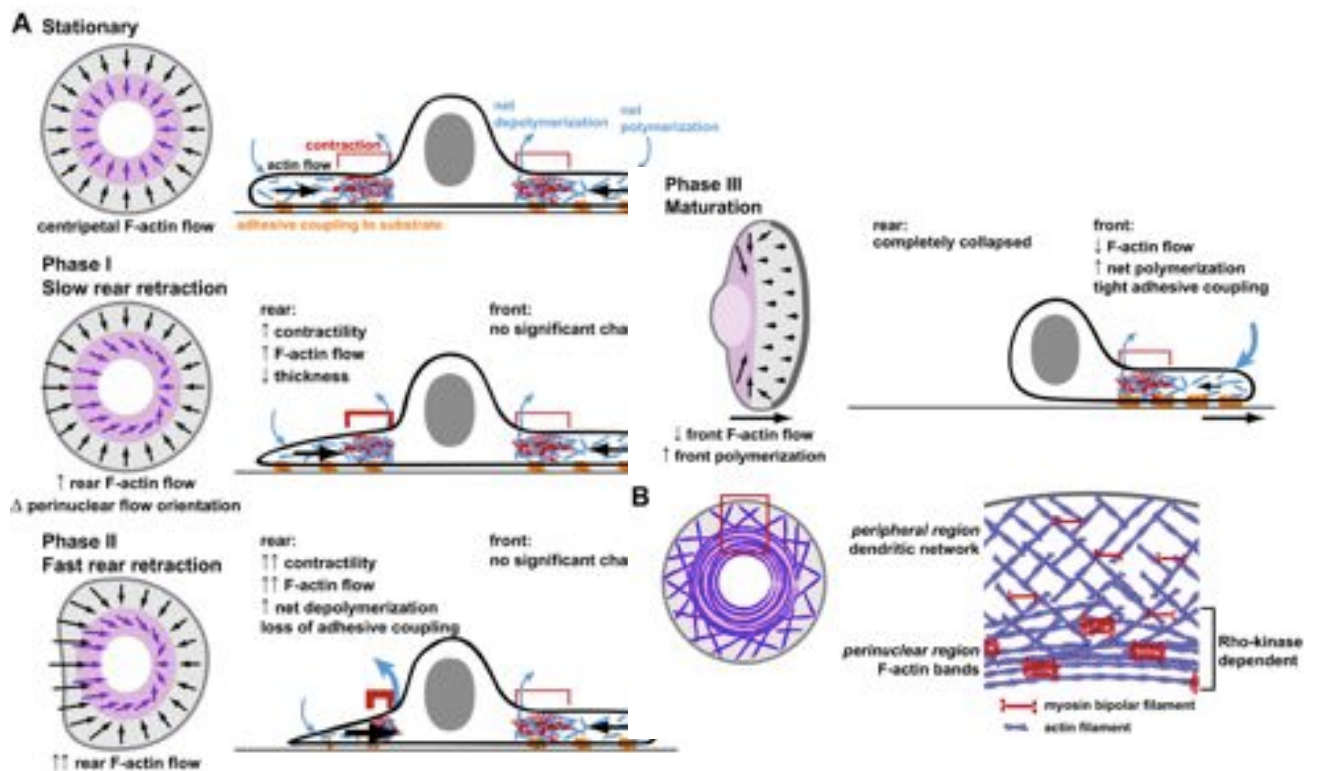 A Stationary
centripetal F-actin flow
contraction
actin flow
net
depolymerization
net
polymerization
adhesive coupling to substrate
Phase I
Slow rear retraction
↑ rear F-actin flow
Δ perinuclear flow orientation
rear:
↑ contractility
↑ F-actin flow
↓ thickness
front:
no significant cha
Phase II
Fast rear retraction
↑↑ rear F-actin flow
rear:
↑↑ contractility
↑↑ F-actin flow
↑ net depolymerization
loss of adhesive coupling
front:
no significant cha
Phase III
Maturation
↓ front F-actin flow
↑ front polymerization
rear:
completely collapsed
front:
↓ F-actin flow
↑ net polymerization
tight adhesive coupling
B
peripheral region
dendritic network
perinuclear region
F-actin bands
Rho-kinase
dependent
myosin bipolar filament
actin filament